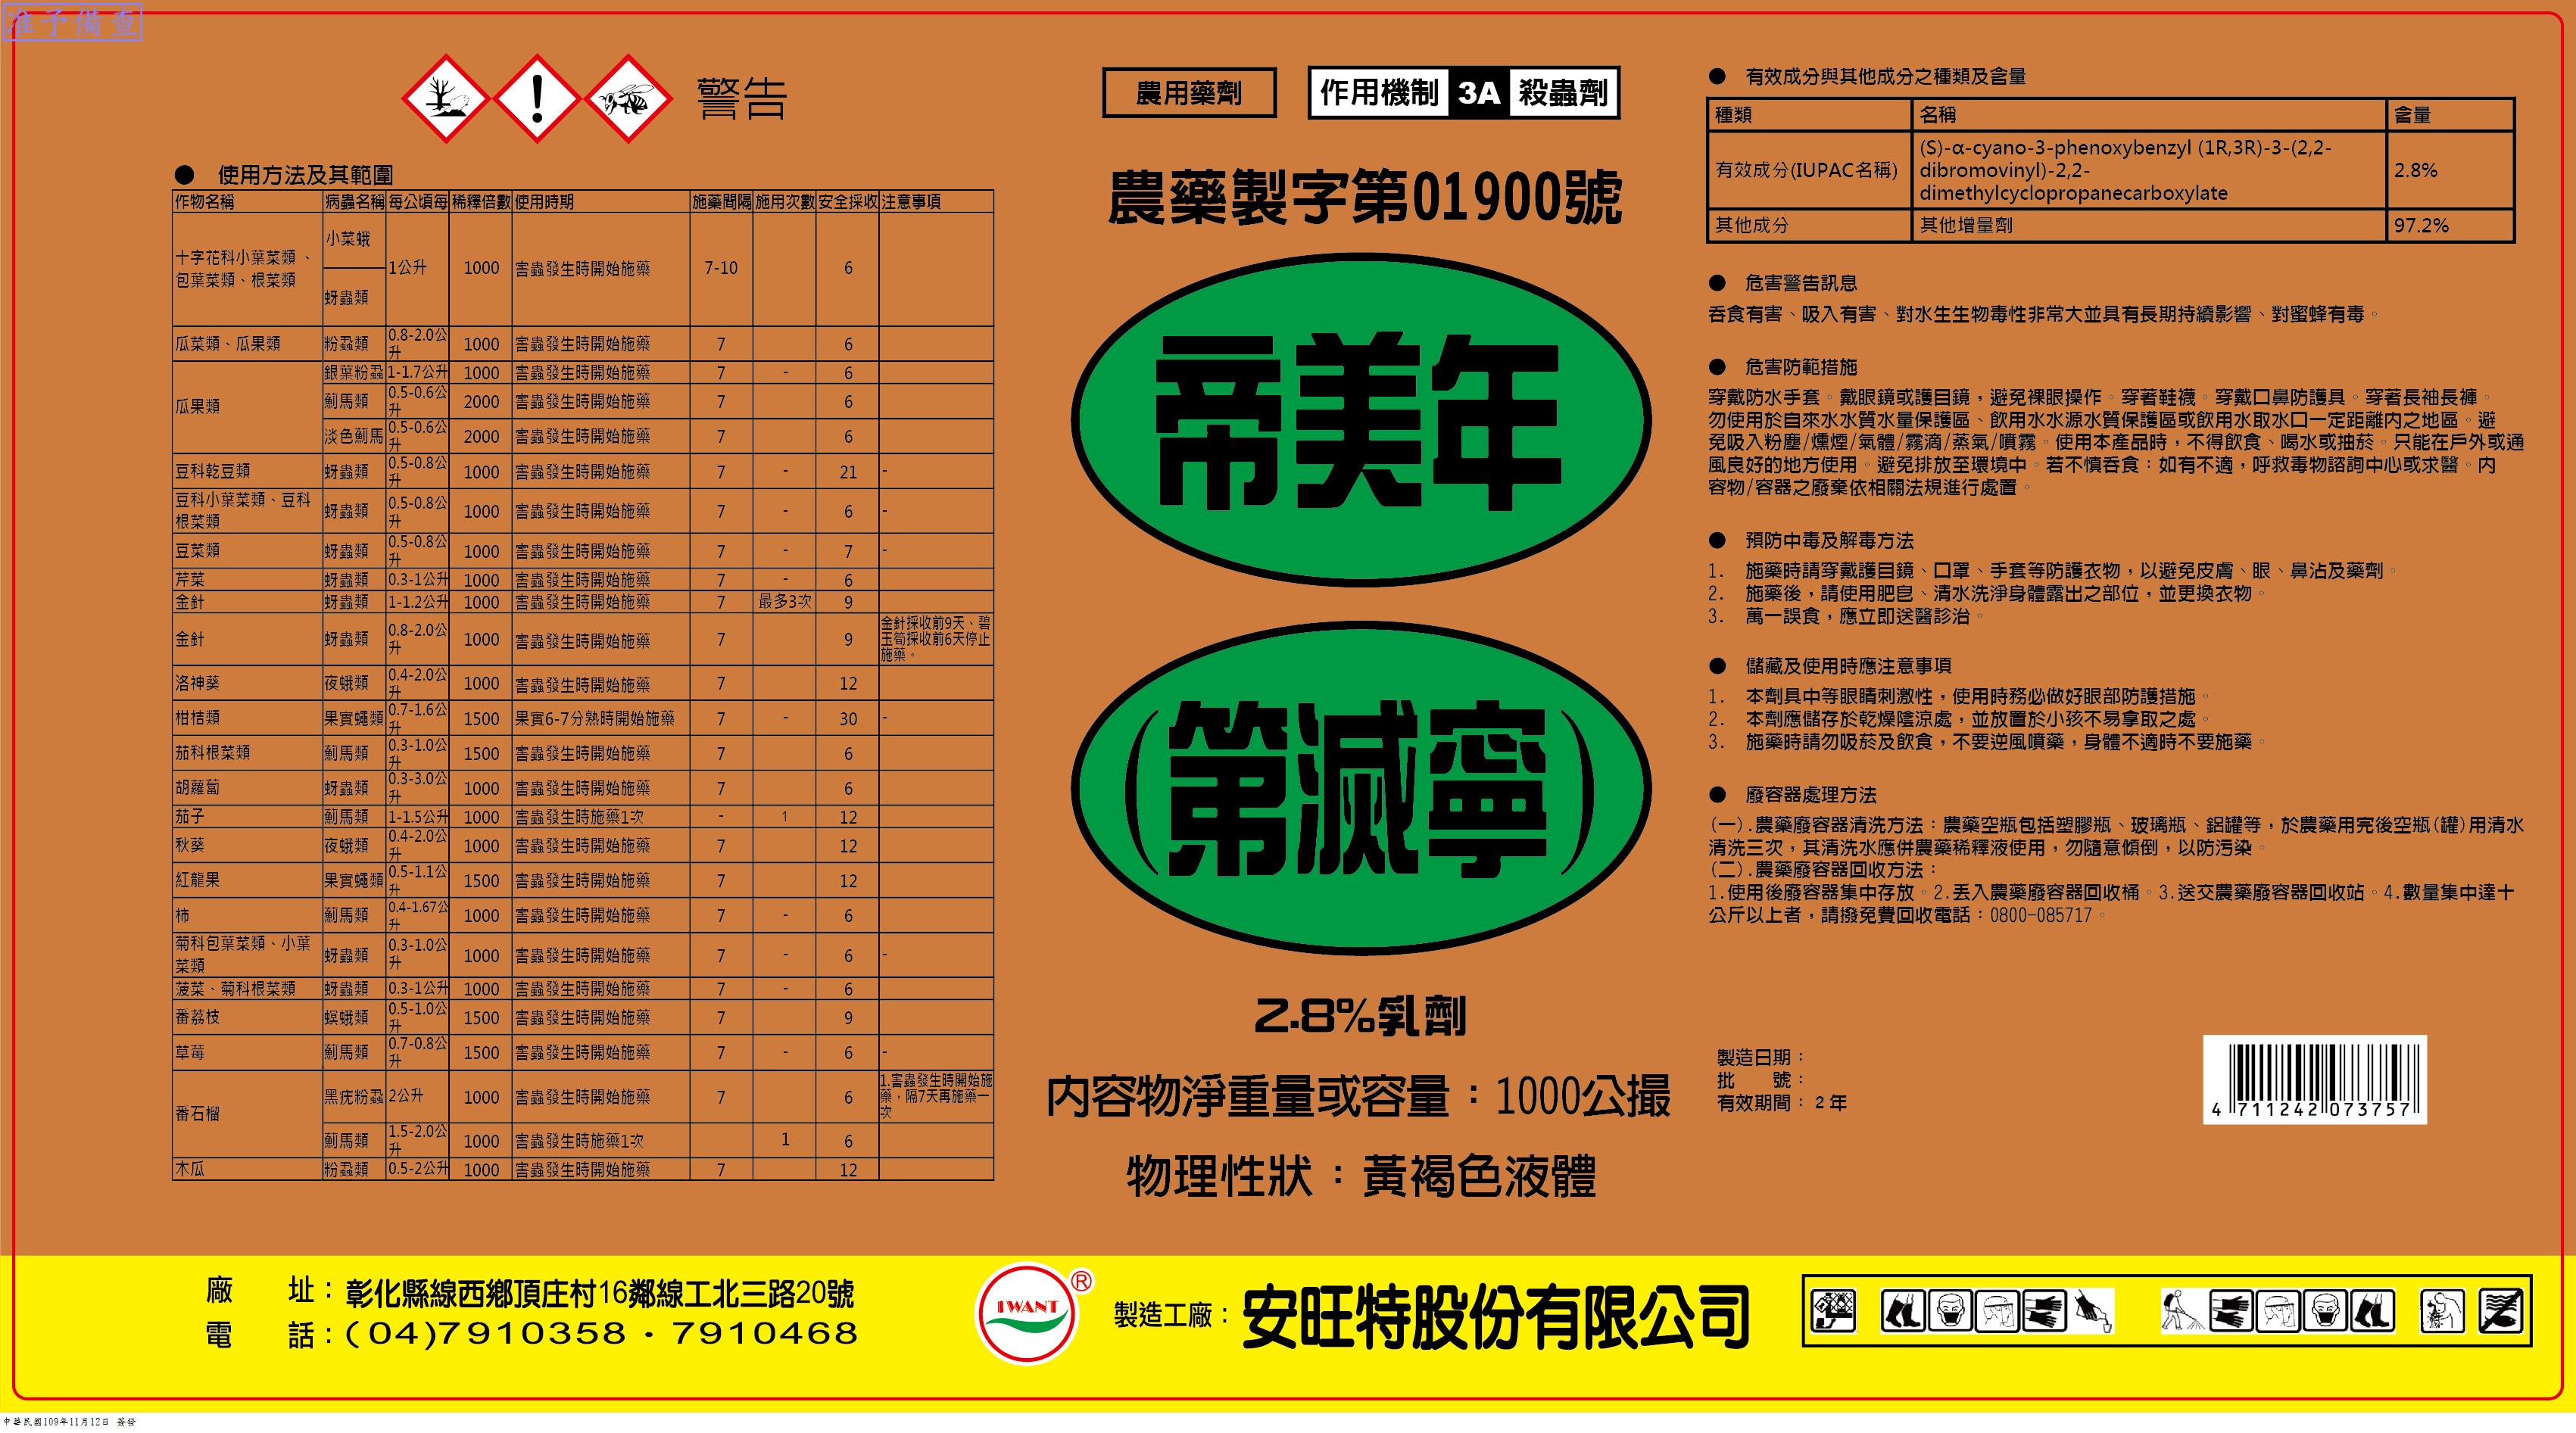 准予備查
警告
● 使用方法及其範圍
作物名稱 病蟲名稱 每公頃每 稀釋倍數 使用時期 施藥間隔 施用次數 安全採收 注意事項
十字花科小葉菜類、包葉菜類、根菜類 小菜蛾 1公升 1000 害蟲發生時開始施藥 7-10 6
蚜蟲類
瓜菜類、瓜果類 粉蝨類 0.8-2.0公升 1000 害蟲發生時開始施藥 7 6
瓜果類 銀葉粉蝨 1-1.7公升 1000 害蟲發生時開始施藥 7 - 6
薊馬類 0.5-0.6公升 2000 害蟲發生時開始施藥 7 6
淡色薊馬 0.5-0.6公升 2000 害蟲發生時開始施藥 7 6
豆科乾豆類 蚜蟲類 0.5-0.8公升 1000 害蟲發生時開始施藥 7 - 21 -
豆科小葉菜類、豆科根菜類 蚜蟲類 0.5-0.8公升 1000 害蟲發生時開始施藥 7 - 6 -
豆菜類 蚜蟲類 0.5-0.8公升 1000 害蟲發生時開始施藥 7 - 7 -
芹菜 蚜蟲類 0.3-1公升 1000 害蟲發生時開始施藥 7 - 6
金針 蚜蟲類 1-1.2公升 1000 害蟲發生時開始施藥 7 最多3次 9
金針 蚜蟲類 0.8-2.0公升 1000 害蟲發生時開始施藥 7 9 金針採收前9天、碧玉筍採收前6天停止施藥。
洛神葵 夜蛾類 0.4-2.0公升 1000 害蟲發生時開始施藥 7 12
柑桔類 果實蠅類 0.7-1.6公升 1500 果實6-7分熟時開始施藥 7 - 30 -
茄科根菜類 薊馬類 0.3-1.0公升 1500 害蟲發生時開始施藥 7 6
胡蘿蔔 蚜蟲類 0.3-3.0公升 1000 害蟲發生時開始施藥 7 6
茄子 薊馬類 1-1.5公升 1000 害蟲發生時施藥1次 - 1 12
秋葵 夜蛾類 0.4-2.0公升 1000 害蟲發生時開始施藥 7 12
紅龍果 果實蠅類 0.5-1.1公升 1500 害蟲發生時開始施藥 7 12
柿 薊馬類 0.4-1.67公升 1000 害蟲發生時開始施藥 7 - 6
菊科包葉菜類、小葉菜類 蚜蟲類 0.3-1.0公升 1000 害蟲發生時開始施藥 7 - 6 -
菠菜、菊科根菜類 蚜蟲類 0.3-1公升 1000 害蟲發生時開始施藥 7 - 6
番荔枝 螟蛾類 0.5-1.0公升 1500 害蟲發生時開始施藥 7 9
草莓 薊馬類 0.7-0.8公升 1500 害蟲發生時開始施藥 7 - 6 -
番石榴 黑疣粉蝨 2公升 1000 害蟲發生時開始施藥 7 6 1.害蟲發生時開始施藥，隔7天再施藥一次
薊馬類 1.5-2.0公升 1000 害蟲發生時施藥1次 1 6
木瓜 粉蝨類 0.5-2公升 1000 害蟲發生時開始施藥 7 12
農用藥劑
作用機制 3A 殺蟲劑
農藥製字第01900號
帝美年
(第滅寧)
2.8%乳劑
內容物淨重量或容量：1000公撮
物理性狀：黃褐色液體
● 有效成分與其他成分之種類及含量
種類 名稱 含量
有效成分(IUPAC名稱) (S)-α-cyano-3-phenoxybenzyl (1R,3R)-3-(2,2-dibromovinyl)-2,2-dimethylcyclopropanecarboxylate 2.8%
其他成分 其他增量劑 97.2%
● 危害警告訊息
吞食有害、吸入有害、對水生生物毒性非常大並具有長期持續影響、對蜜蜂有毒。
● 危害防範措施
穿戴防水手套。戴眼鏡或護目鏡，避免裸眼操作。穿著鞋襪。穿戴口鼻防護具。穿著長袖長褲。
勿使用於自來水水質水量保護區、飲用水水源水質保護區或飲用水取水口一定距離內之地區。避
免吸入粉塵/燻煙/氣體/霧滴/蒸氣/噴霧。使用本產品時，不得飲食、喝水或抽菸。只能在戶外或通
風良好的地方使用。避免排放至環境中。若不慎吞食：如有不適，呼救毒物諮詢中心或求醫。內
容物/容器之廢棄依相關法規進行處置。
● 預防中毒及解毒方法
1. 施藥時請穿戴護目鏡、口罩、手套等防護衣物，以避免皮膚、眼、鼻沾及藥劑。
2. 施藥後，請使用肥皂、清水洗淨身體露出之部位，並更換衣物。
3. 萬一誤食，應立即送醫診治。
● 儲藏及使用時應注意事項
1. 本劑具中等眼睛刺激性，使用時務必做好眼部防護措施。
2. 本劑應儲存於乾燥陰涼處，並放置於小孩不易拿取之處。
3. 施藥時請勿吸菸及飲食，不要逆風噴藥，身體不適時不要施藥。
● 廢容器處理方法
(一).農藥廢容器清洗方法：農藥空瓶包括塑膠瓶、玻璃瓶、鋁罐等，於農藥用完後空瓶(罐)用清水
清洗三次，其清洗水應併農藥稀釋液使用，勿隨意傾倒，以防污染。
(二).農藥廢容器回收方法：
1.使用後廢容器集中存放。2.丟入農藥廢容器回收桶。3.送交農藥廢容器回收站。4.數量集中達十
公斤以上者，請撥免費回收電話：0800-085717。
製造日期：
批 號：
有效期間：2年
4 711242 073757
廠 址：彰化縣線西鄉頂庄村16鄰線工北三路20號
電 話：(04)7910358・7910468
IWANT ®
製造工廠：安旺特股份有限公司
中華民國109年11月12日 簽發